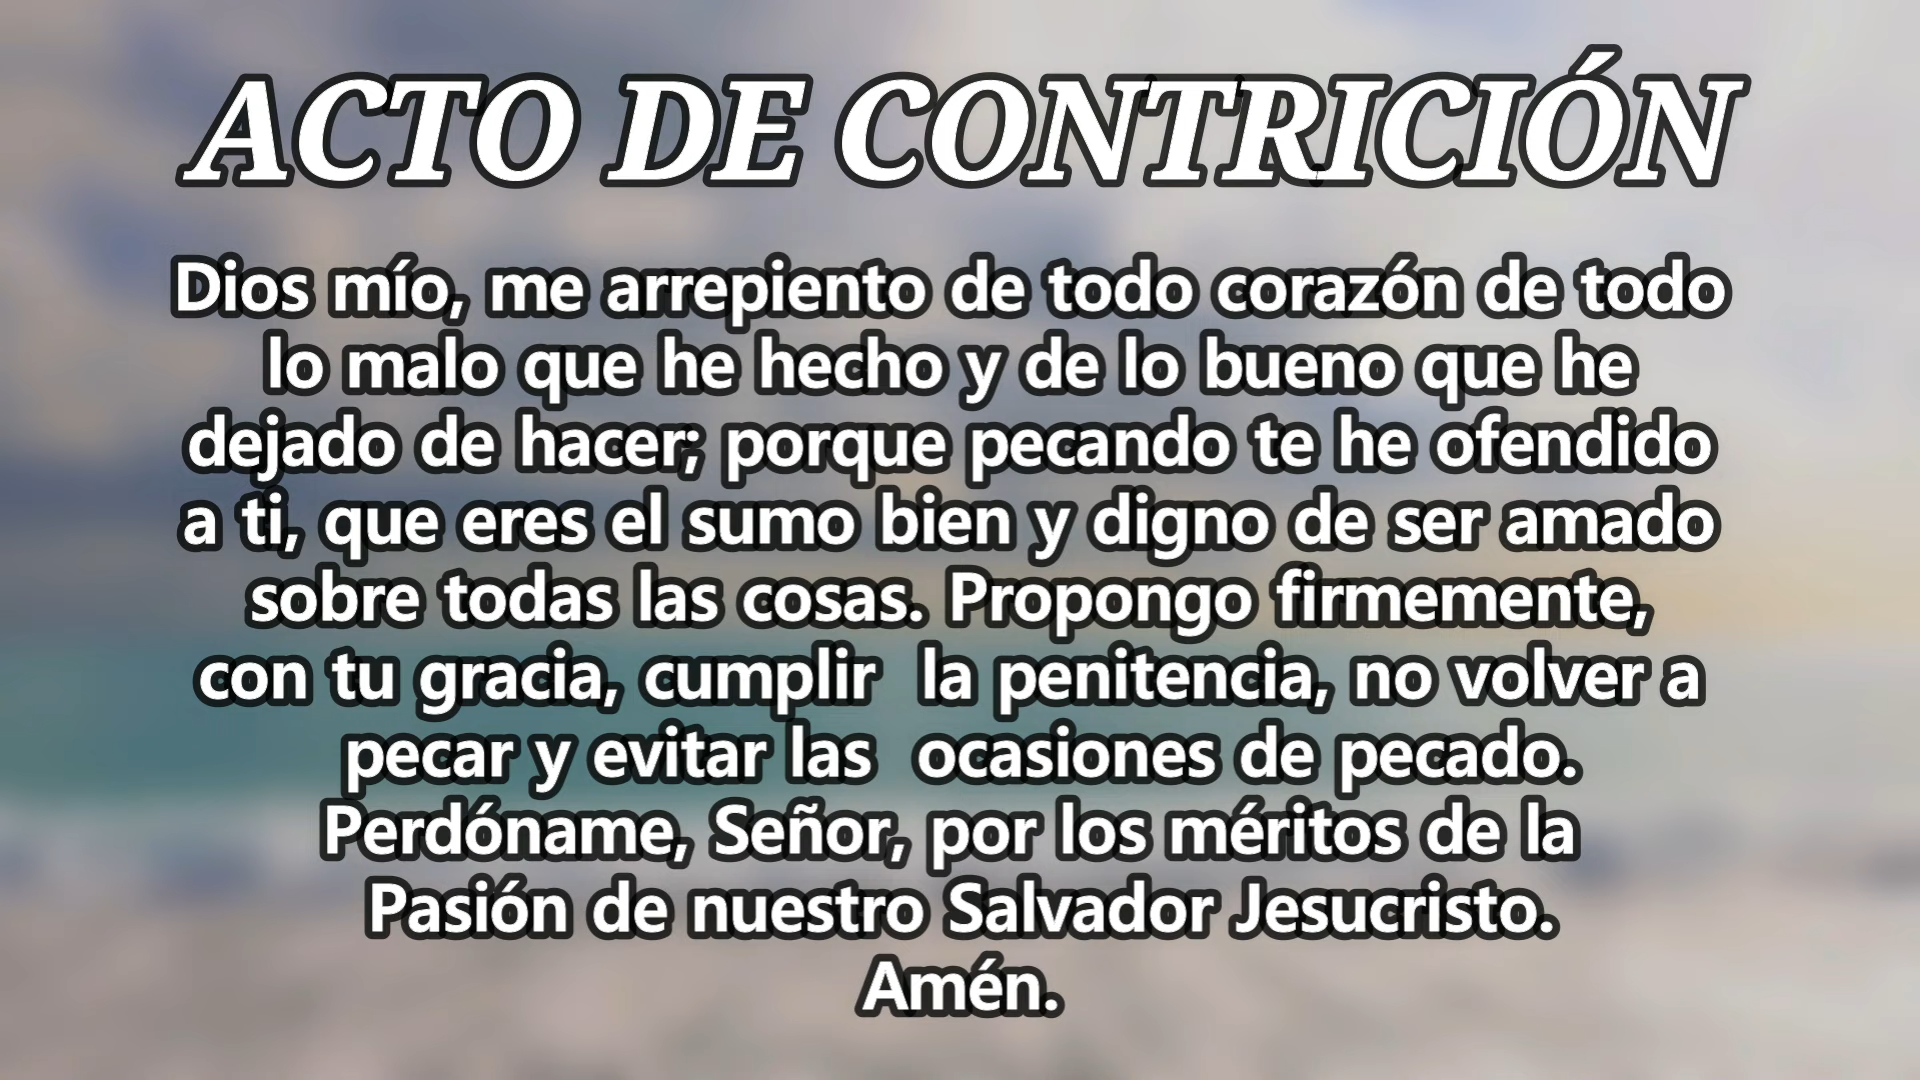 ACTO DE CONTRICIÓN
Dios mío, me arrepiento de todo corazón de todo
lo malo que he hecho y de lo bueno que he
dejado de hacer; porque pecando te he ofendido
a ti, que eres el sumo bien y digno de ser amado
sobre todas las cosas. Propongo firmemente,
con tu gracia, cumplir  la penitencia, no volver a
pecar y evitar las  ocasiones de pecado.
Perdóname, Señor, por los méritos de la
Pasión de nuestro Salvador Jesucristo.
Amén.